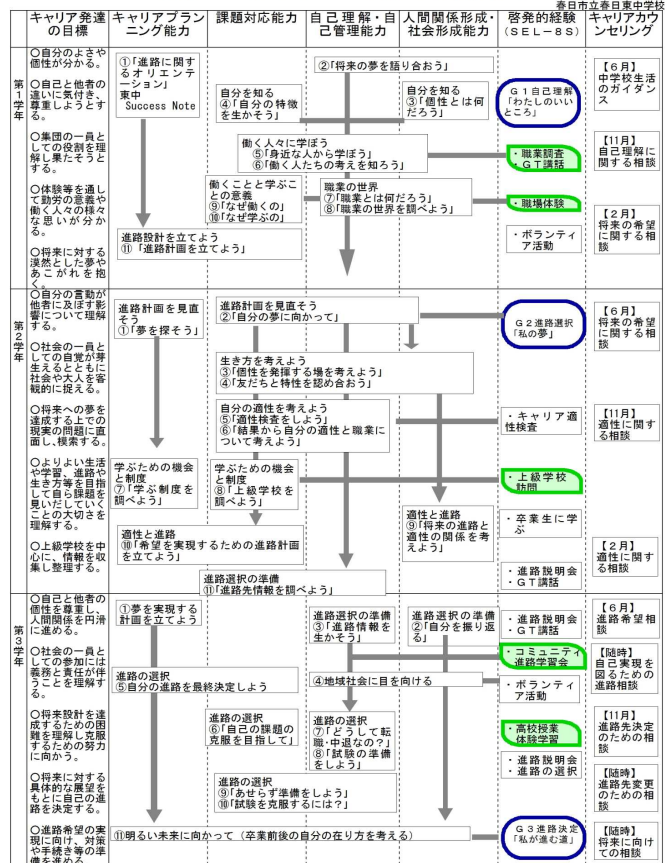 春日市立春日東中学校
キャリア発達
の目標
キャリアプラン
ニング能力
課題対応能力
自己理解・自
己管理能力
人間関係形成・
社会形成能力
啓発的経験
(SEL－8S)
キャリアカウ
ンセリング
第1学年
○自分のよさや
個性が分かる。
○自己と他者の
違いに気付き、
尊重しようとす
る。
○集団の一員と
しての役割を理
解し果たそうと
する。
○体験等を通し
て勤労の意義や
働く人々の様々
な思いが分か
る。
○将来に対する
漠然とした夢や
あこがれを抱
く。
①「進路に関す
るオリエンテ
ーション」
東中
Success Note
②「将来の夢を語り合おう」
自分を知る
④「自分の特徴
を生かそう」
自分を知る
③「個性とは何
だろう」
働く人々に学ぼう
⑤「身近な人から学ぼう」
⑥「働く人たちの考えを知ろう」
働くことと学ぶこ
との意義
⑨「なぜ働くの」
⑩「なぜ学ぶの」
職業の世界
⑦「職業とは何だろう」
⑧「職業の世界を調べよう」
進路設計を立てよう
⑪「進路計画を立てよう」
G1自己理解
「わたしのいい
ところ」
・職業調査
・GT講話
・職場体験
・ボランティ
ア活動
【6月】
中学校生活
のガイダン
ス
【11月】
自己理解に
関する相談
【2月】
将来の希望
に関する相
談
第2学年
○自分の言動が
他者に及ぼす影
響について理解
する。
○社会の一員と
しての自覚が芽
生えるとともに
社会や大人を客
観的に捉える。
○将来への夢を
達成する上での
現実の問題に直
面し、模索する。
○よりよい生活
や学習、進路や
生き方等を目指
して自ら課題を
見いだしていく
ことの大切さを
理解する。
○上級学校を中
心に、情報を収
集し整理する。
進路計画を見直
そう
①「夢を探そう」
進路計画を見直そう
②「自分の夢に向かって」
生き方を考えよう
③「個性を発揮する場を考えよう」
④「友だちと特性を認め合おう」
自分の適性を考えよう
⑤「適性検査をしよう」
⑥「結果から自分の適性と職業に
ついて考えよう」
学ぶための機会
と制度
⑦「学ぶ制度を
調べよう」
学ぶための機会
と制度
⑧「上級学校を
調べよう」
適性と進路
⑨「将来の進路と
適性の関係を考
えよう」
適性と進路
⑩「希望を実現するための進路計画
を立てよう」
進路選択の準備
⑪「進路先情報を調べよう」
G2進路選択
「私の夢」
・キャリア適
性検査
・上級学校
訪問
・卒業生に学
ぶ
・進路説明会
・GT講話
【6月】
将来の希望
に関する相
談
【11月】
適性に関す
る相談
【2月】
適性に関す
る相談
第3学年
○自己と他者の
個性を尊重し、
人間関係を円滑
に進める。
○社会の一員と
しての参加には
義務と責任が伴
うことを理解す
る。
○将来設計を達
成するための困
難を理解し克服
するための努力
に向かう。
○将来に対する
具体的な展望を
もとに自己の進
路を決定する。
○進路希望の実
現に向け、対策
や手続き等の準
備を進める。
①夢を実現する
計画を立てよう
進路選択の準備
③「進路情報を
生かそう」
進路選択の準備
②「自分を振り返
る」
④地域社会に目を向ける
進路の選択
⑤自分の進路を最終決定しよう
進路の選択
⑥「自己の課題の
克服を目指して」
進路の選択
⑦「どうして転
職・中退なの？」
⑧「試験の準備
をしよう」
進路の選択
⑨「あせらず準備をしよう」
⑩「試験を克服するには？」
⑪明るい未来に向かって（卒業前後の自分の在り方を考える）
・進路説明会
・GT講話
・コミュニティ
進路学習会
・ボランティ
ア活動
・高校授業
体験学習
・進路説明会
・進路の選択
G3進路決定
「私が進む道」
【6月】
進路希望相
談
【随時】
自己実現を
図るための
進路相談
【11月】
進路先決定
のための相
談
【随時】
進路先変更
のための相
談
【随時】
将来に向け
ての相談